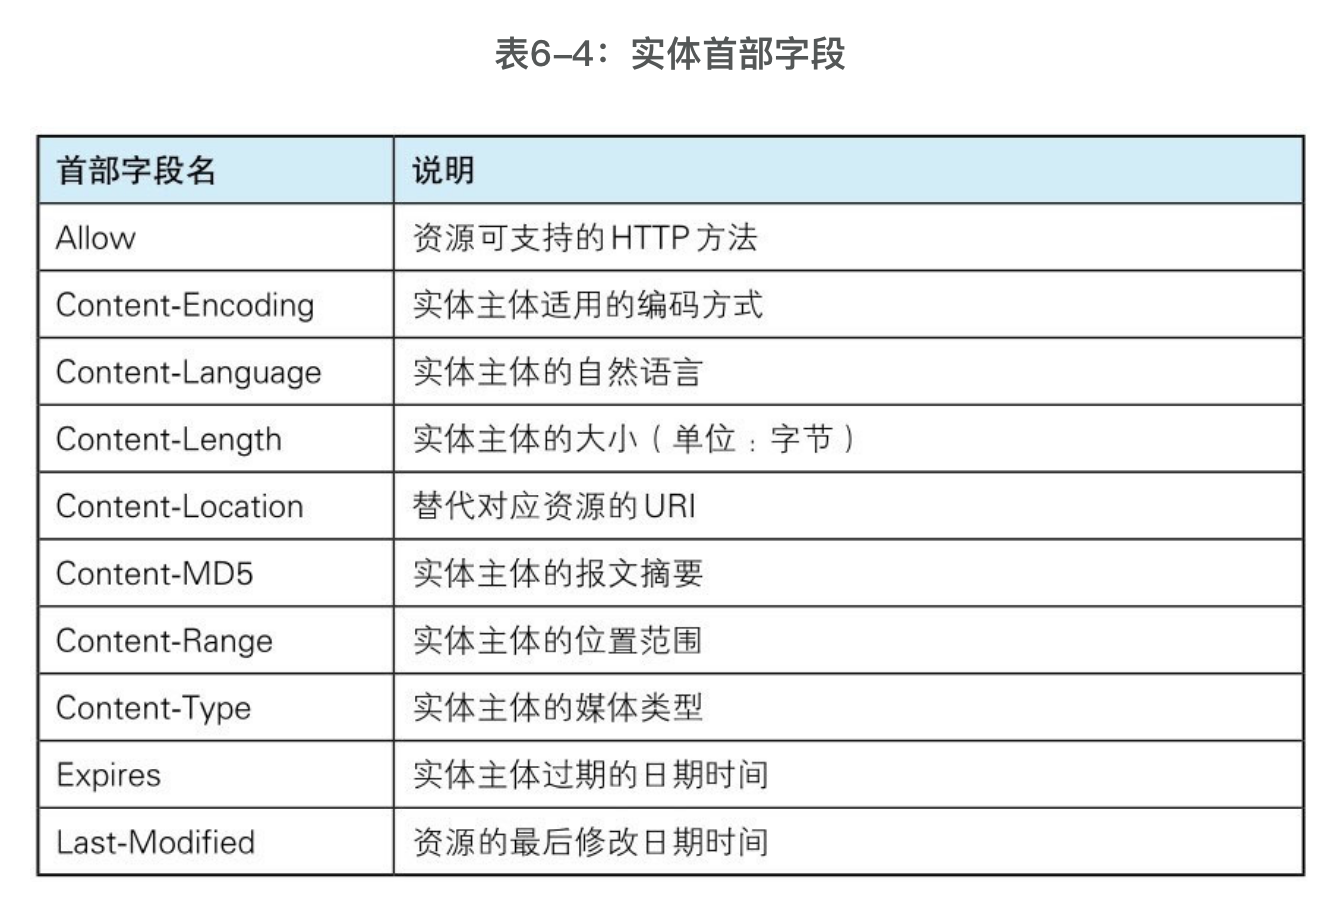 表6–4：实体首部字段
首部字段名 说明
Allow 资源可支持的HTTP方法
Content-Encoding 实体主体适用的编码方式
Content-Language 实体主体的自然语言
Content-Length 实体主体的大小（单位：字节）
Content-Location 替代对应资源的URI
Content-MD5 实体主体的报文摘要
Content-Range 实体主体的位置范围
Content-Type 实体主体的媒体类型
Expires 实体主体过期的日期时间
Last-Modified 资源的最后修改日期时间